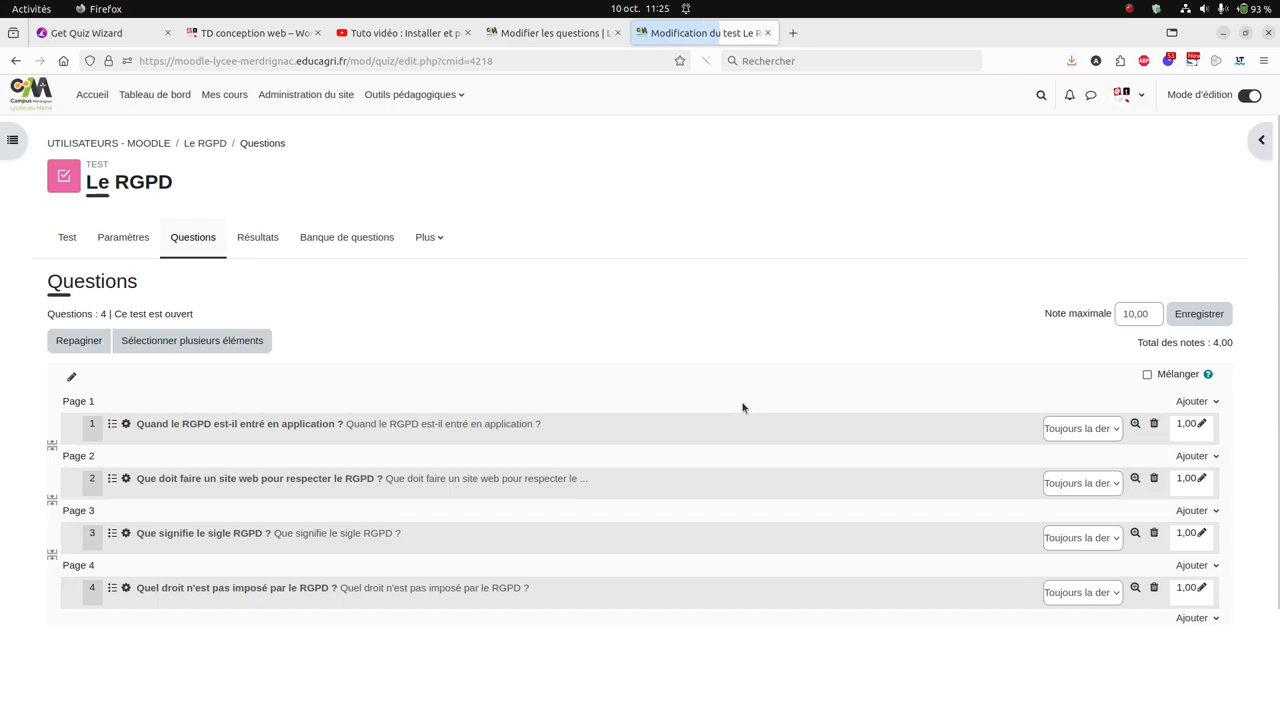 Activités
Firefox
10 oct. 11:25
93 %
Get Quiz Wizard
TD conception web – Wo
Tuto vidéo : Installer et p
Modifier les questions | L
Modification du test Le R
https://moodle-lycee-merdrignac.educagri.fr/mod/quiz/edit.php?cmid=4218
Rechercher
A
ABP
53
New
LT
Campus Merdrignac
Lycée du Mené
Accueil
Tableau de bord
Mes cours
Administration du site
Outils pédagogiques
Mode d'édition
UTILISATEURS - MOODLE / Le RGPD / Questions
TEST
Le RGPD
Test
Paramètres
Questions
Résultats
Banque de questions
Plus
Questions
Questions : 4 | Ce test est ouvert
Note maximale
10,00
Enregistrer
Repaginer
Sélectionner plusieurs éléments
Total des notes : 4,00
Mélanger
?
Page 1
Ajouter
1 Quand le RGPD est-il entré en application ? Quand le RGPD est-il entré en application ?
Toujours la der
1,00
Page 2
Ajouter
2 Que doit faire un site web pour respecter le RGPD ? Que doit faire un site web pour respecter le ...
Toujours la der
1,00
Page 3
Ajouter
3 Que signifie le sigle RGPD ? Que signifie le sigle RGPD ?
Toujours la der
1,00
Page 4
Ajouter
4 Quel droit n'est pas imposé par le RGPD ? Quel droit n'est pas imposé par le RGPD ?
Toujours la der
1,00
Ajouter